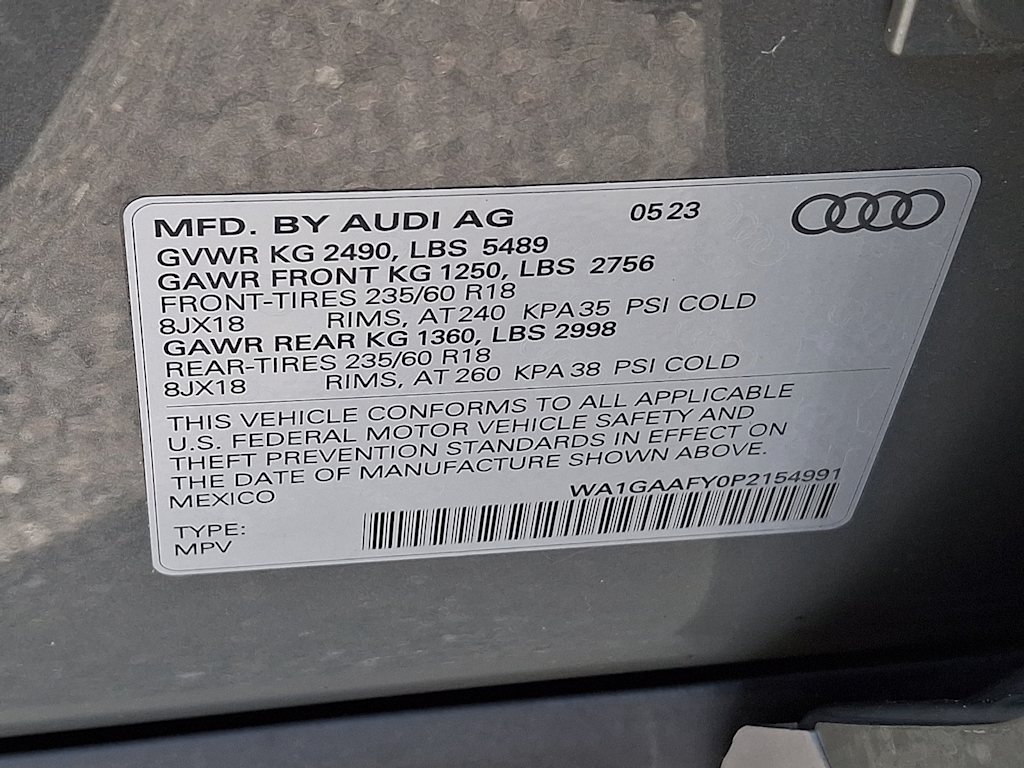 MFD. BY AUDI AG 05 23
GVWR KG 2490, LBS 5489
GAWR FRONT KG 1250, LBS 2756
FRONT-TIRES 235/60 R18
8JX18 RIMS, AT 240 KPA 35 PSI COLD
GAWR REAR KG 1360, LBS 2998
REAR-TIRES 235/60 R18
8JX18 RIMS, AT 260 KPA 38 PSI COLD
THIS VEHICLE CONFORMS TO ALL APPLICABLE
U.S. FEDERAL MOTOR VEHICLE SAFETY AND
THEFT PREVENTION STANDARDS IN EFFECT ON
THE DATE OF MANUFACTURE SHOWN ABOVE.
MEXICO WA1GAAFY0P2154991
TYPE:
MPV